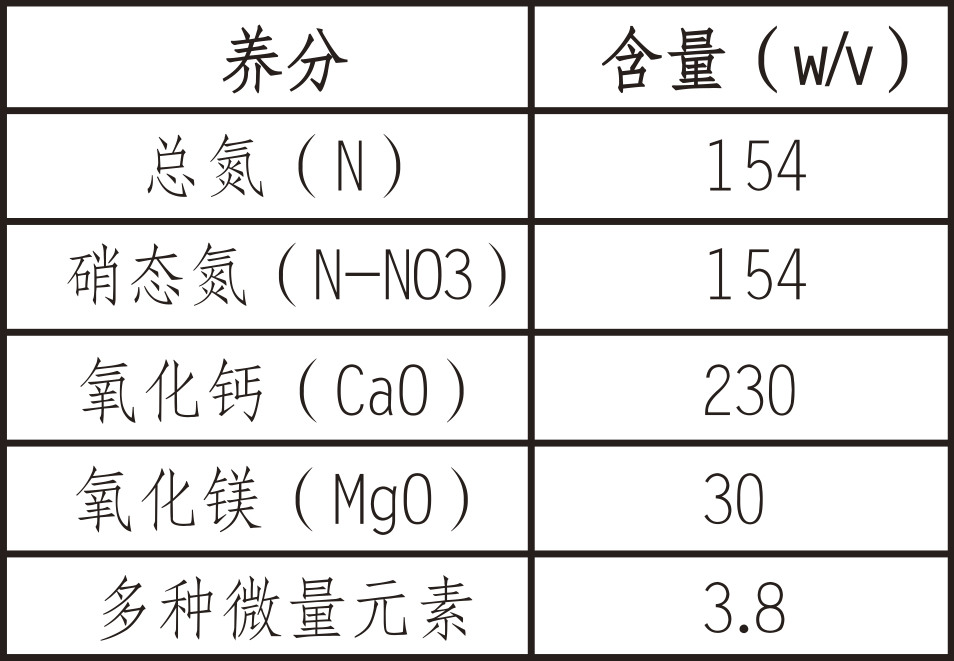 养分 含量（w/v）
总氮（N） 154
硝态氮（N-NO3） 154
氧化钙（CaO） 230
氧化镁（MgO） 30
多种微量元素 3.8